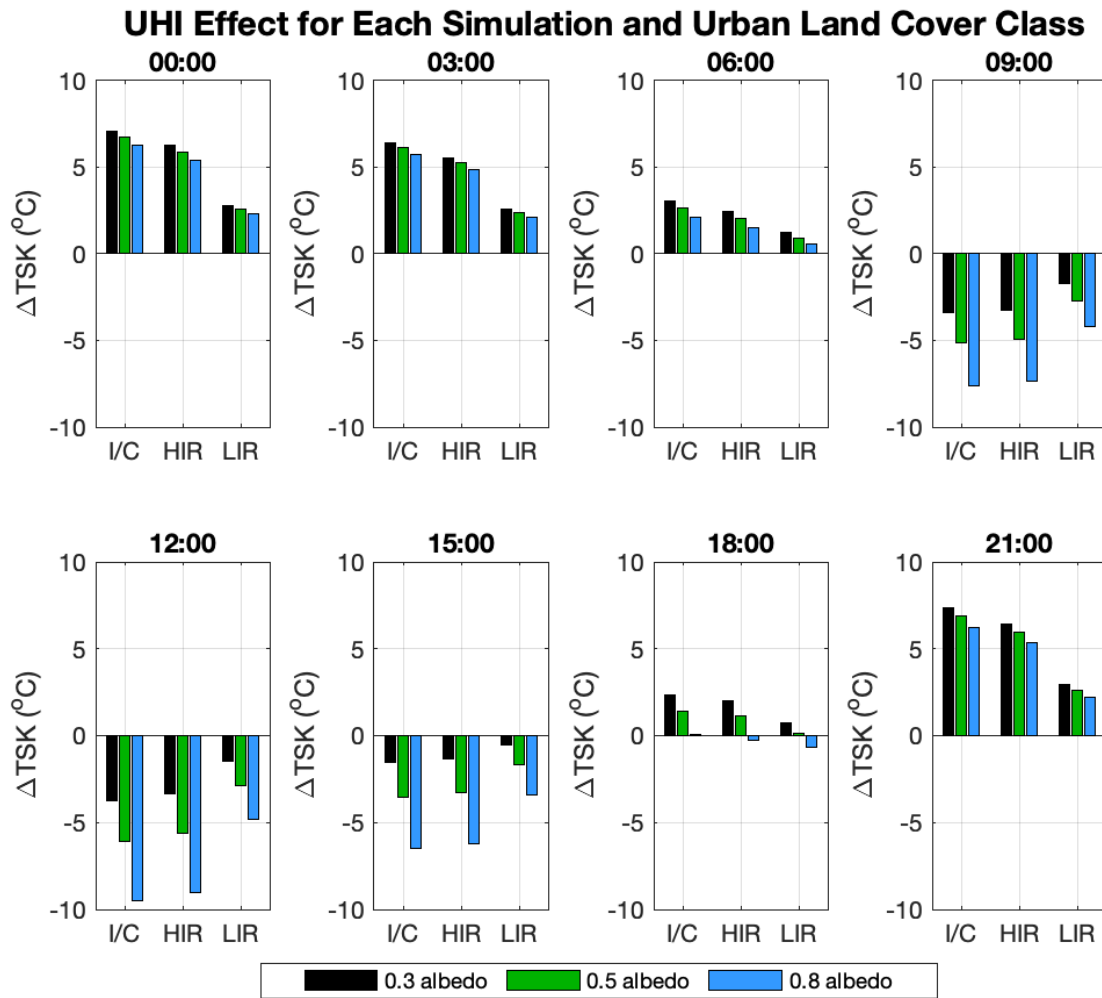 UHI Effect for Each Simulation and Urban Land Cover Class
00:00
03:00
06:00
09:00
10
5
0
-5
-10
ΔTSK (°C)
I/C HIR LIR
10
5
0
-5
-10
ΔTSK (°C)
I/C HIR LIR
10
5
0
-5
-10
ΔTSK (°C)
I/C HIR LIR
10
5
0
-5
-10
ΔTSK (°C)
I/C HIR LIR
12:00
15:00
18:00
21:00
10
5
0
-5
-10
ΔTSK (°C)
I/C HIR LIR
10
5
0
-5
-10
ΔTSK (°C)
I/C HIR LIR
10
5
0
-5
-10
ΔTSK (°C)
I/C HIR LIR
10
5
0
-5
-10
ΔTSK (°C)
I/C HIR LIR
0.3 albedo 0.5 albedo 0.8 albedo